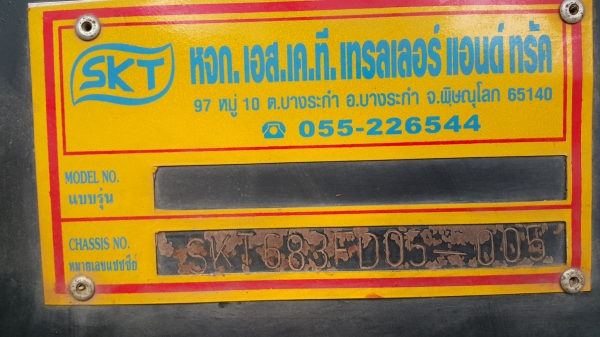 SKT
หจก. เอส.เค.ที. เทรลเลอร์ แอนด์ ทรัค
97 หมู่ 10 ต.บางระกำ อ.บางระกำ จ.พิษณุโลก 65140
☎ 055-226544
MODEL NO.
แบบรุ่น
CHASSIS NO. SKT683FD05-005
หมายเลขแชซซีย์